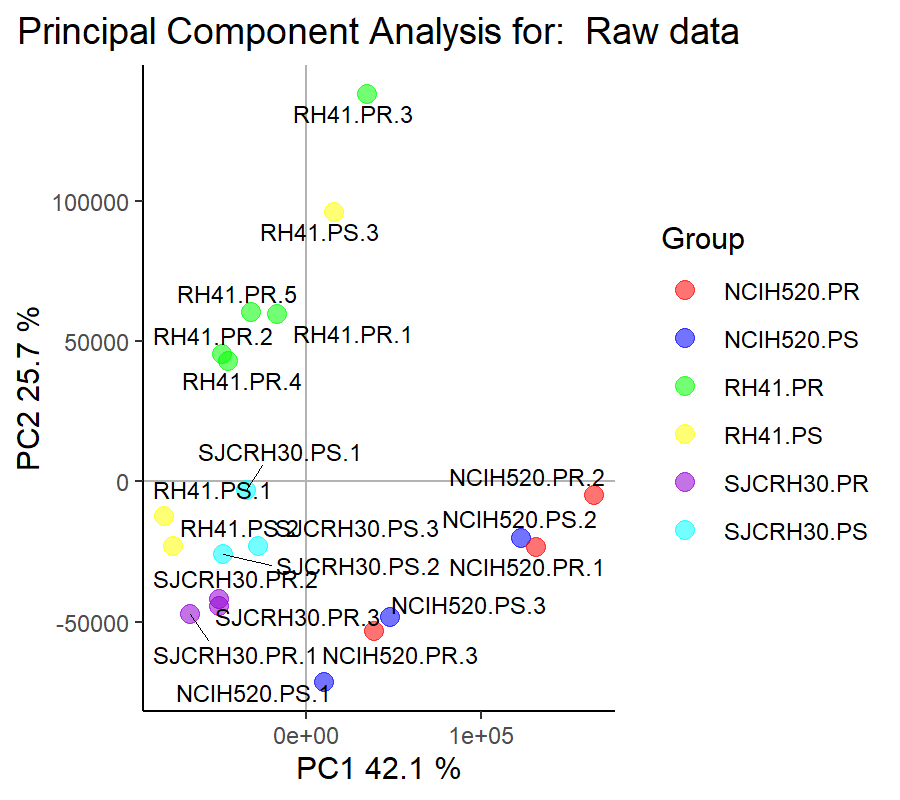 Principal Component Analysis for:  Raw data
RH41.PR.3
100000
RH41.PS.3
Group
NCIH520.PR
RH41.PR.5
RH41.PR.2
RH41.PR.1
50000
NCIH520.PS
RH41.PR.4
RH41.PR
PC2 25.7 %
RH41.PS
SJCRH30.PS.1
NCIH520.PR.2
0
SJCRH30.PR
RH41.PS.1
NCIH520.PS.2
RH41.PS.2
SJCRH30.PS.3
SJCRH30.PS
SJCRH30.PS.2
NCIH520.PR.1
SJCRH30.PR.2
NCIH520.PS.3
SJCRH30.PR.3
-50000
SJCRH30.PR.1
NCIH520.PR.3
NCIH520.PS.1
0e+00
1e+05
PC1 42.1 %